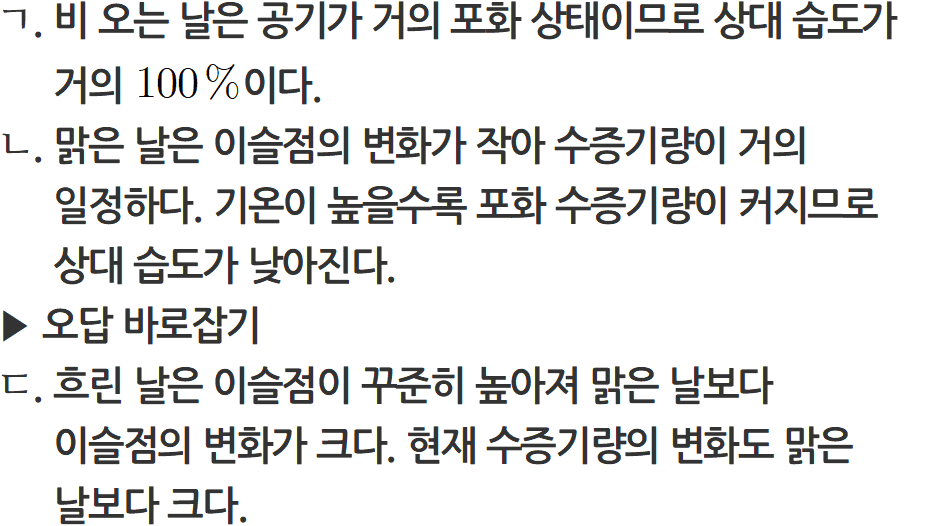 ㄱ. 비 오는 날은 공기가 거의 포화 상태이므로 상대 습도가
거의 100%이다.
ㄴ. 맑은 날은 이슬점의 변화가 작아 수증기량이 거의
일정하다. 기온이 높을수록 포화 수증기량이 커지므로
상대 습도가 낮아진다.
▶ 오답 바로잡기
ㄷ. 흐린 날은 이슬점이 꾸준히 높아져 맑은 날보다
이슬점의 변화가 크다. 현재 수증기량의 변화도 맑은
날보다 크다.